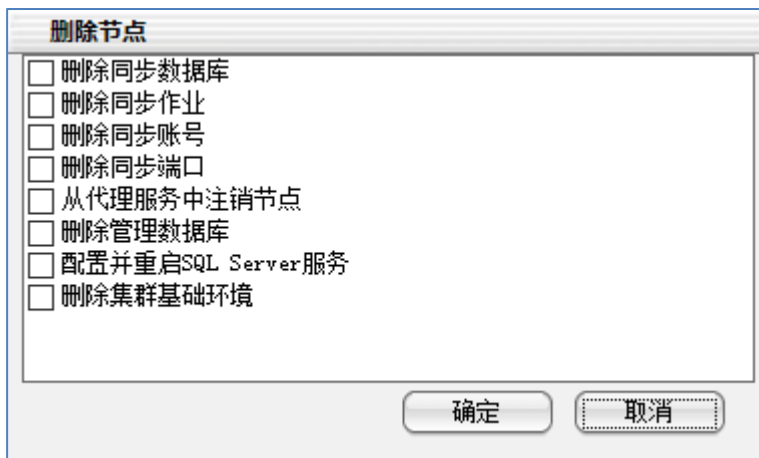 删除节点
删除同步数据库
删除同步作业
删除同步账号
删除同步端口
从代理服务中注销节点
删除管理数据库
配置并重启SQL Server服务
删除集群基础环境
确定
取消